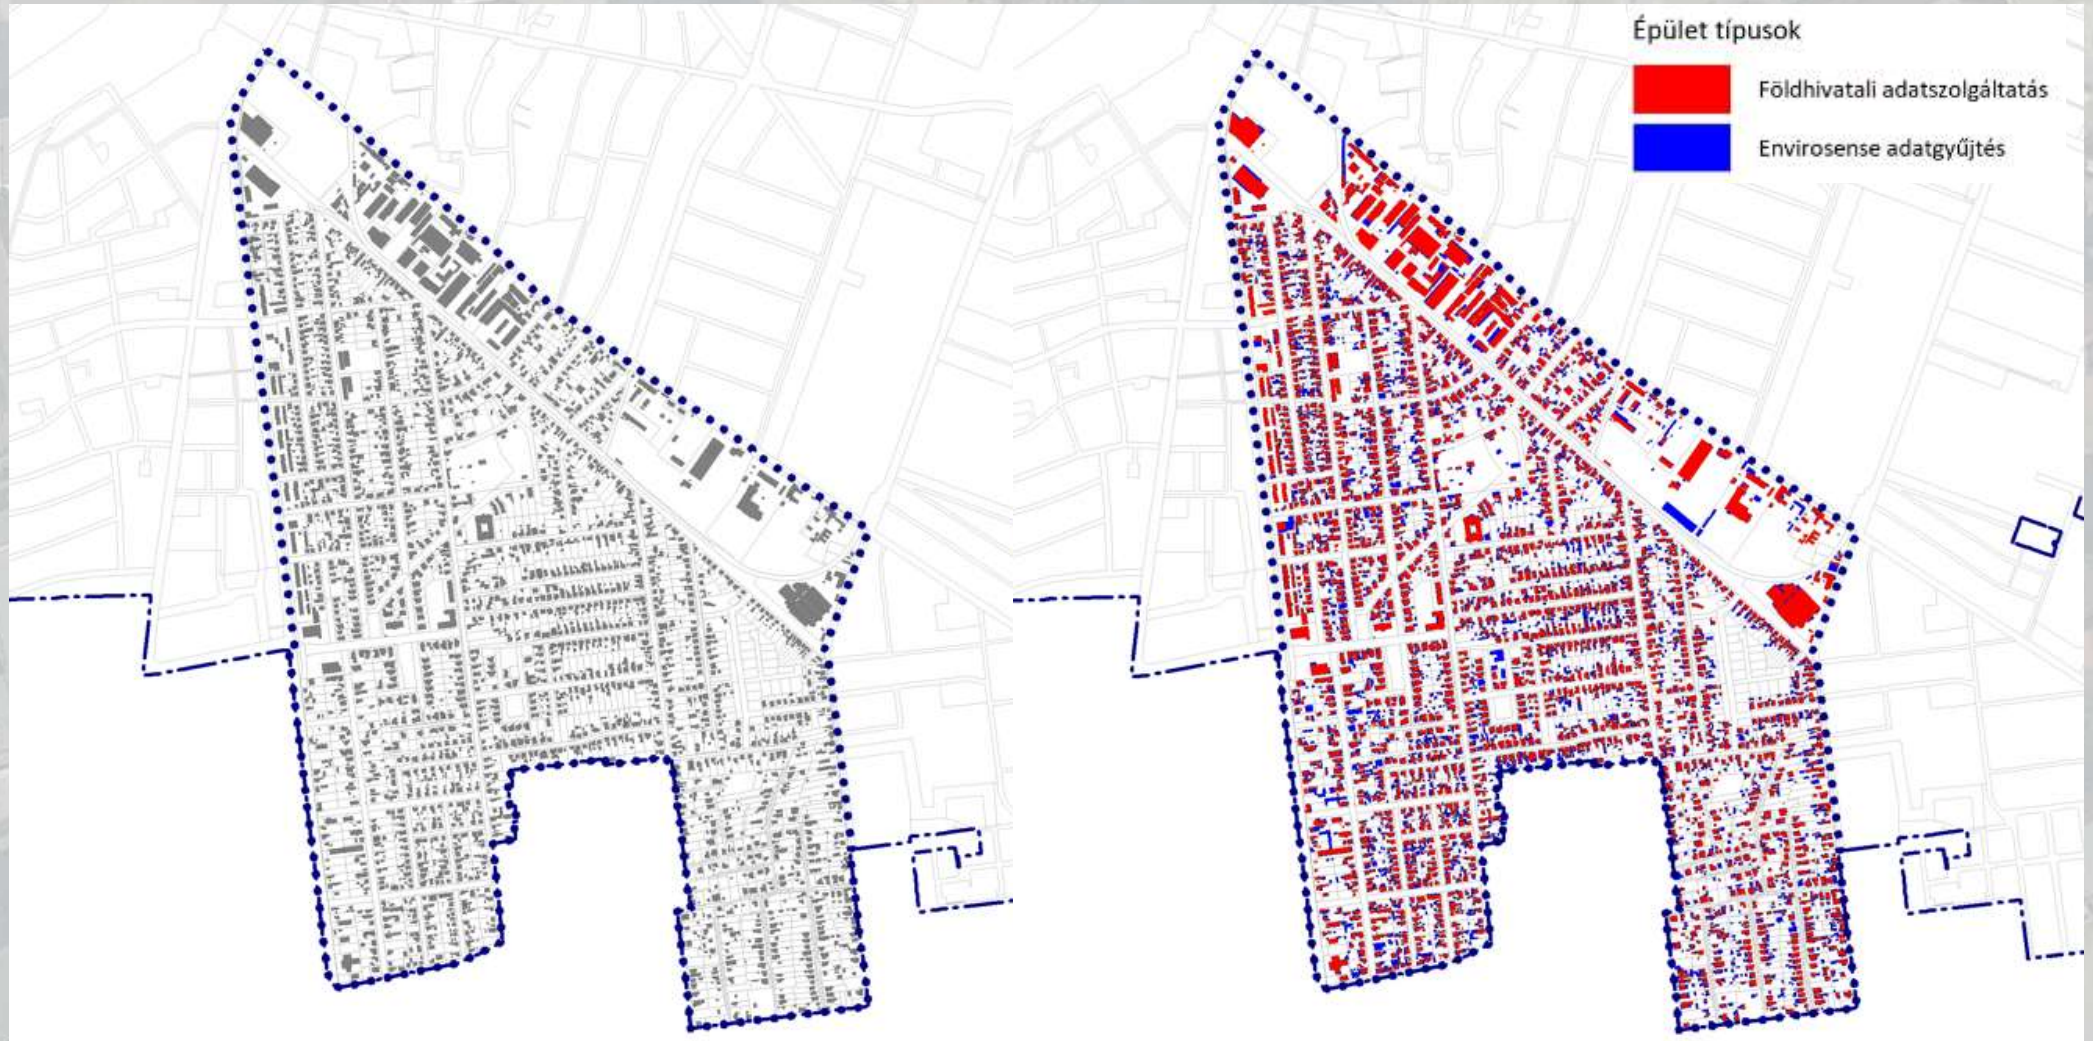 Épület típusok
Földhivatali adatszolgáltatás
Envirosense adatgyűjtés